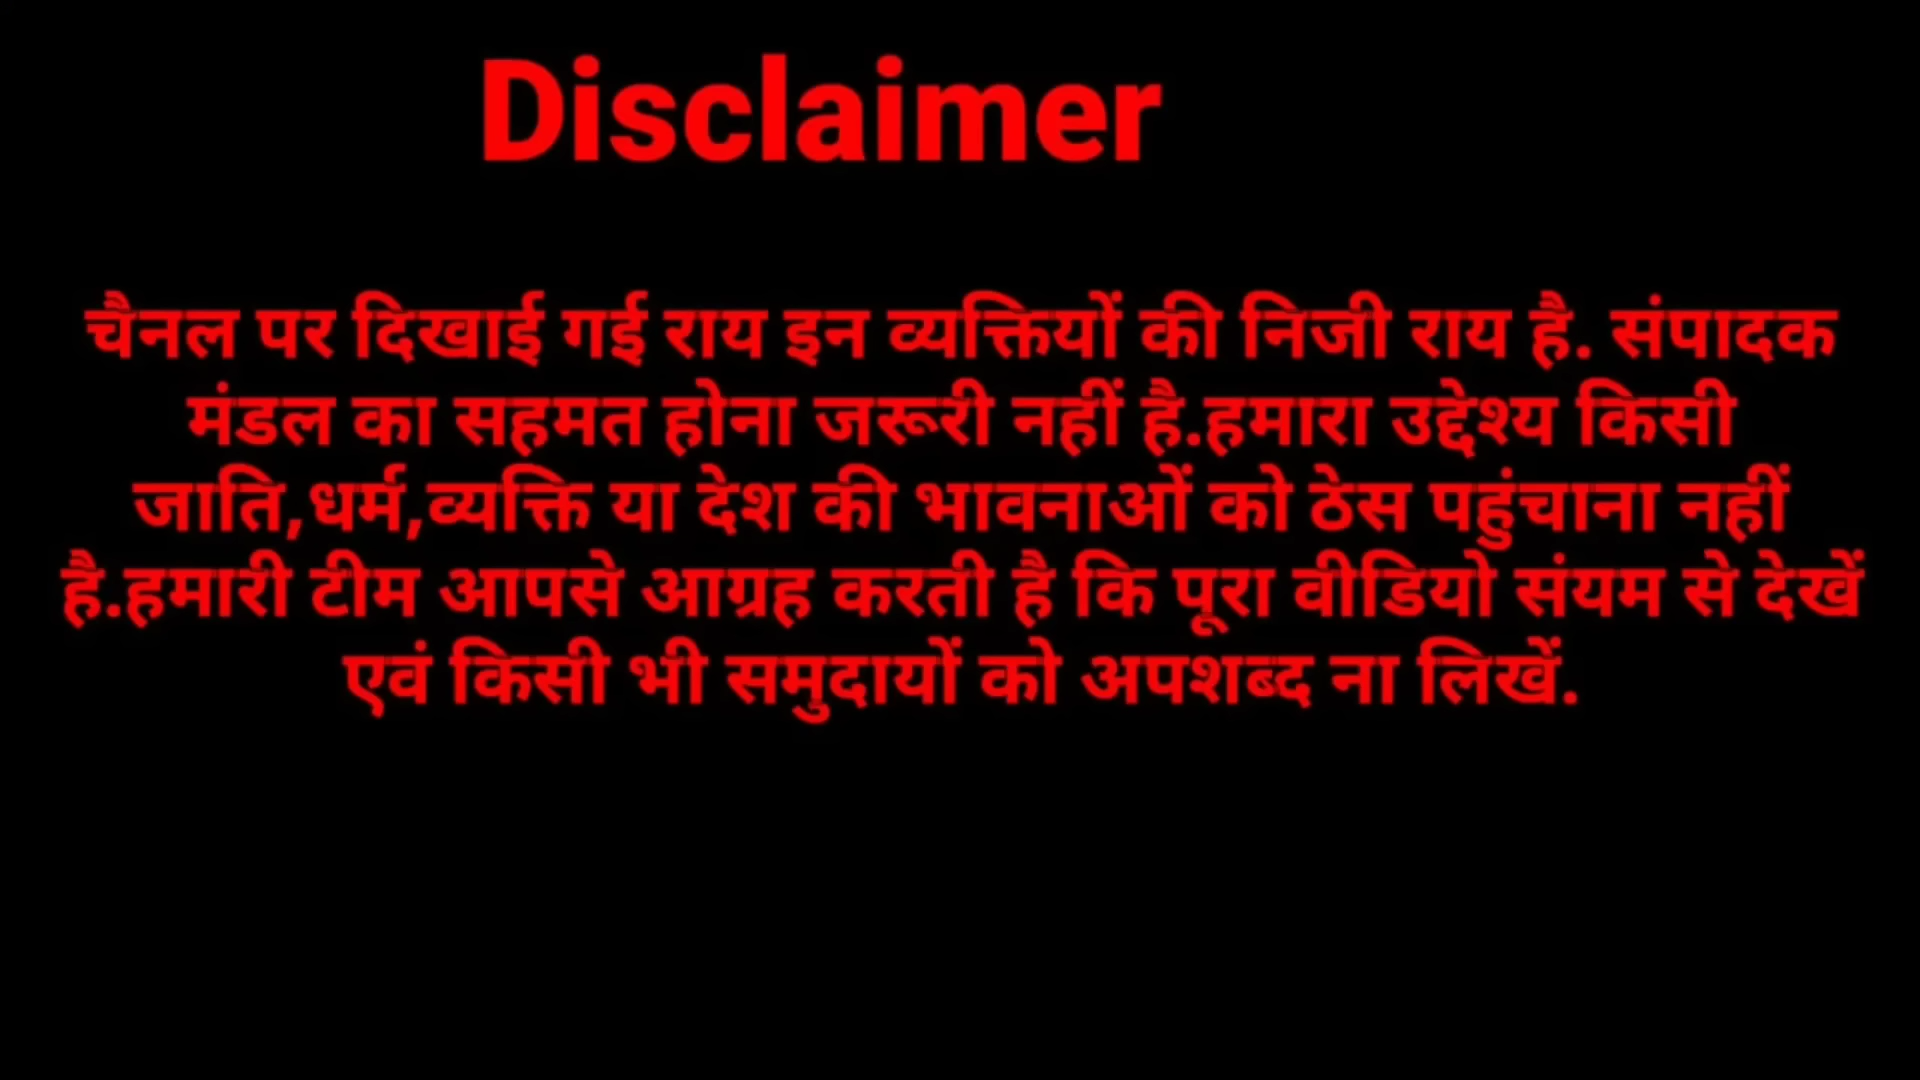 Disclaimer
चैनल पर दिखाई गई राय इन व्यक्तियों की निजी राय है. संपादक
मंडल का सहमत होना जरूरी नहीं है.हमारा उद्देश्य किसी
जाति,धर्म,व्यक्ति या देश की भावनाओं को ठेस पहुंचाना नहीं
है.हमारी टीम आपसे आग्रह करती है कि पूरा वीडियो संयम से देखें
एवं किसी भी समुदायों को अपशब्द ना लिखें.